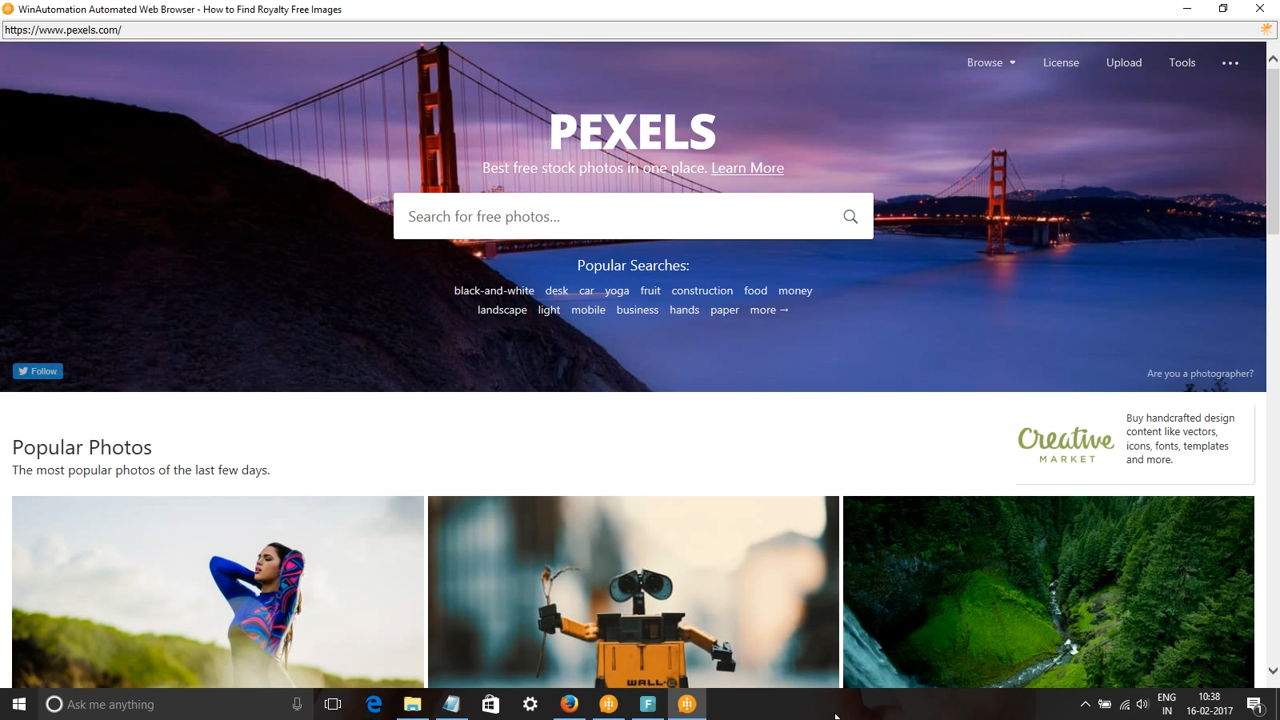 WinAutomation Automated Web Browser - How to Find Royalty Free Images
https://www.pexels.com/
Browse License Upload Tools
PEXELS
Best free stock photos in one place. Learn More
Search for free photos...
Popular Searches:
black-and-white desk car yoga fruit construction food money
landscape light mobile business hands paper more →
Follow
Are you a photographer?
Popular Photos
The most popular photos of the last few days.
Creative
MARKET
Buy handcrafted design
content like vectors,
icons, fonts, templates
and more.
WALL·E
Ask me anything
ENG
IN
10:38
16-02-2017
1